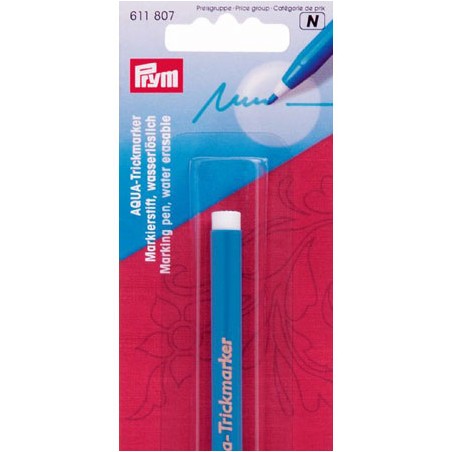 611 807
Preisgruppe · Price group · Catégorie de prix
N
Prym
AQUA-Trickmarker
Markierstift, wasserlöslich
Marking pen, water erasable
a-Trickmarker